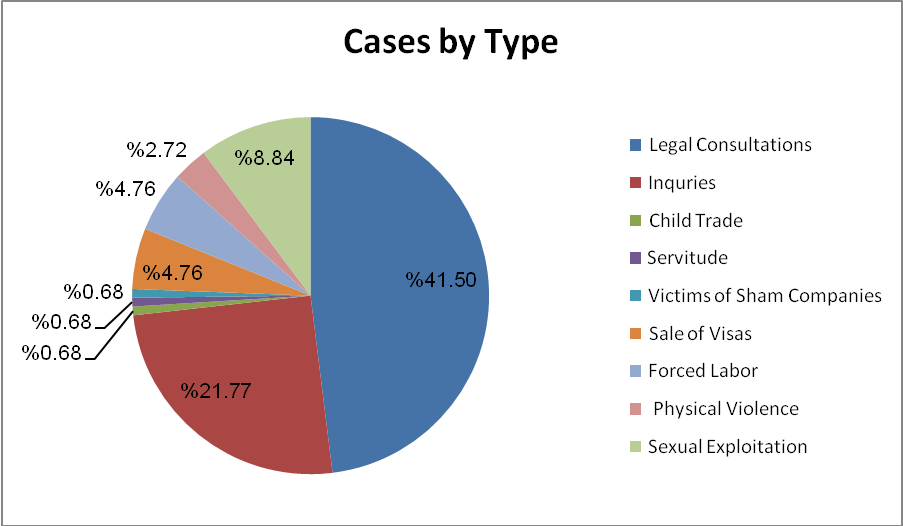 Cases by Type
%2.72
%8.84
%4.76
%4.76
%41.50
%0.68
%0.68
%0.68
%21.77
Legal Consultations
Inquries
Child Trade
Servitude
Victims of Sham Companies
Sale of Visas
Forced Labor
Physical Violence
Sexual Exploitation